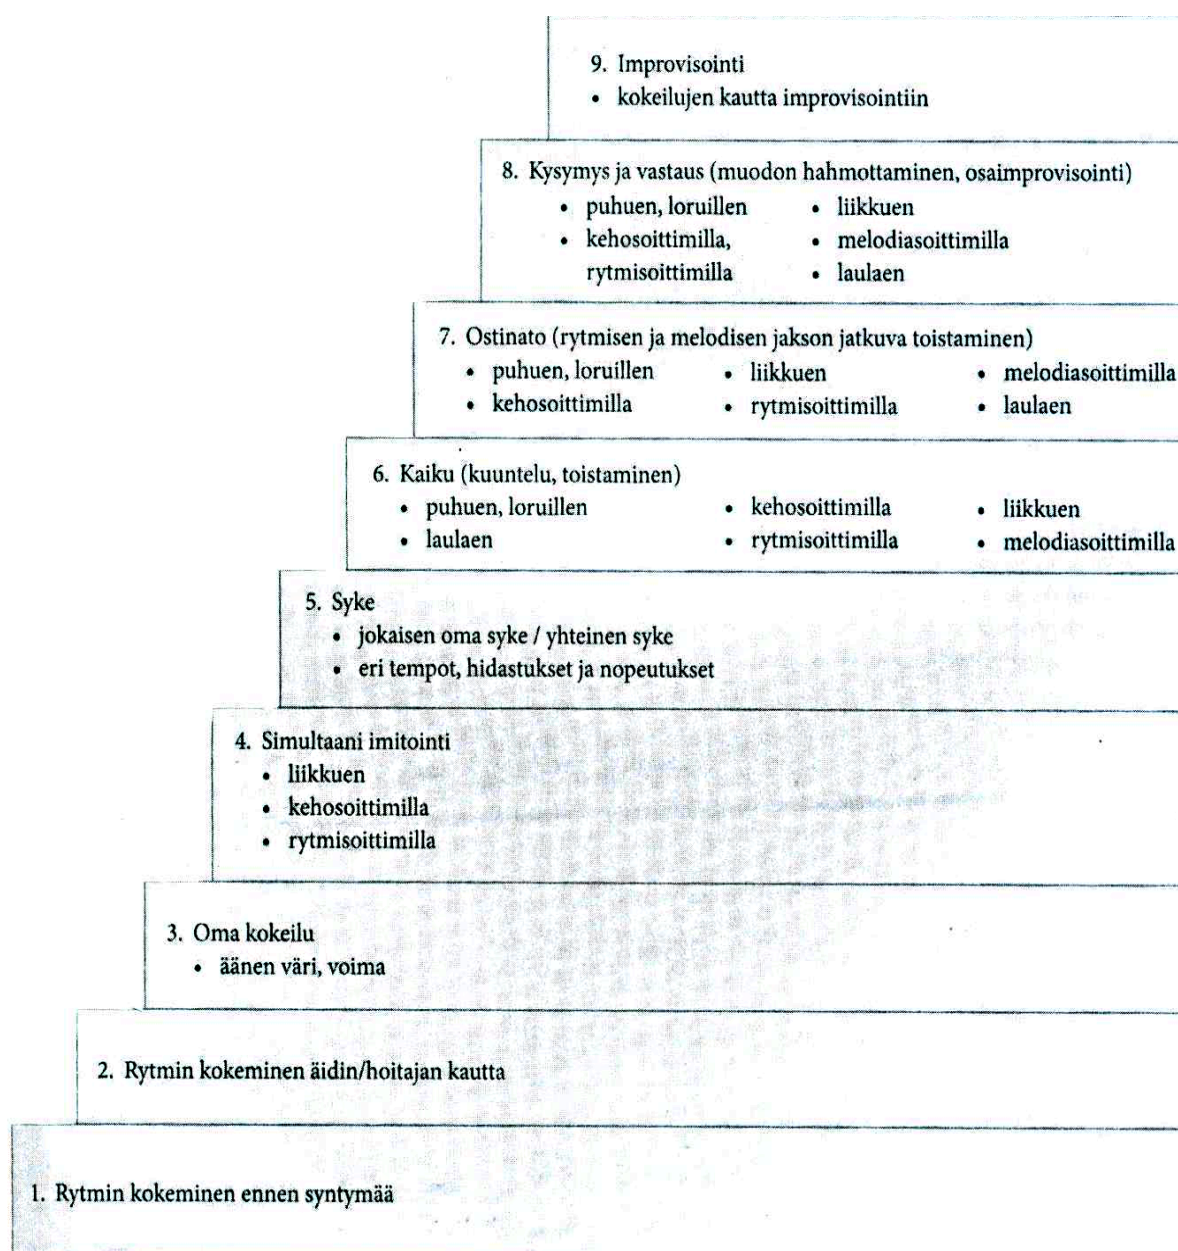 9. Improvisointi
• kokeilujen kautta improvisointiin
8. Kysymys ja vastaus (muodon hahmottaminen, osaimprovisointi)
• puhuen, loruillen
• kehosoittimilla,
rytmisoittimilla
• liikkuen
• melodiasoittimilla
• laulaen
7. Ostinato (rytmisen ja melodisen jakson jatkuva toistaminen)
• puhuen, loruillen • liikkuen • melodiasoittimilla
• kehosoittimilla • rytmisoittimilla • laulaen
6. Kaiku (kuuntelu, toistaminen)
• puhuen, loruillen • kehosoittimilla • liikkuen
• laulaen • rytmisoittimilla • melodiasoittimilla
5. Syke
• jokaisen oma syke / yhteinen syke
• eri tempot, hidastukset ja nopeutukset
4. Simultaani imitointi
• liikkuen
• kehosoittimilla
• rytmisoittimilla
3. Oma kokeilu
• äänen väri, voima
2. Rytmin kokeminen äidin/hoitajan kautta
1. Rytmin kokeminen ennen syntymää